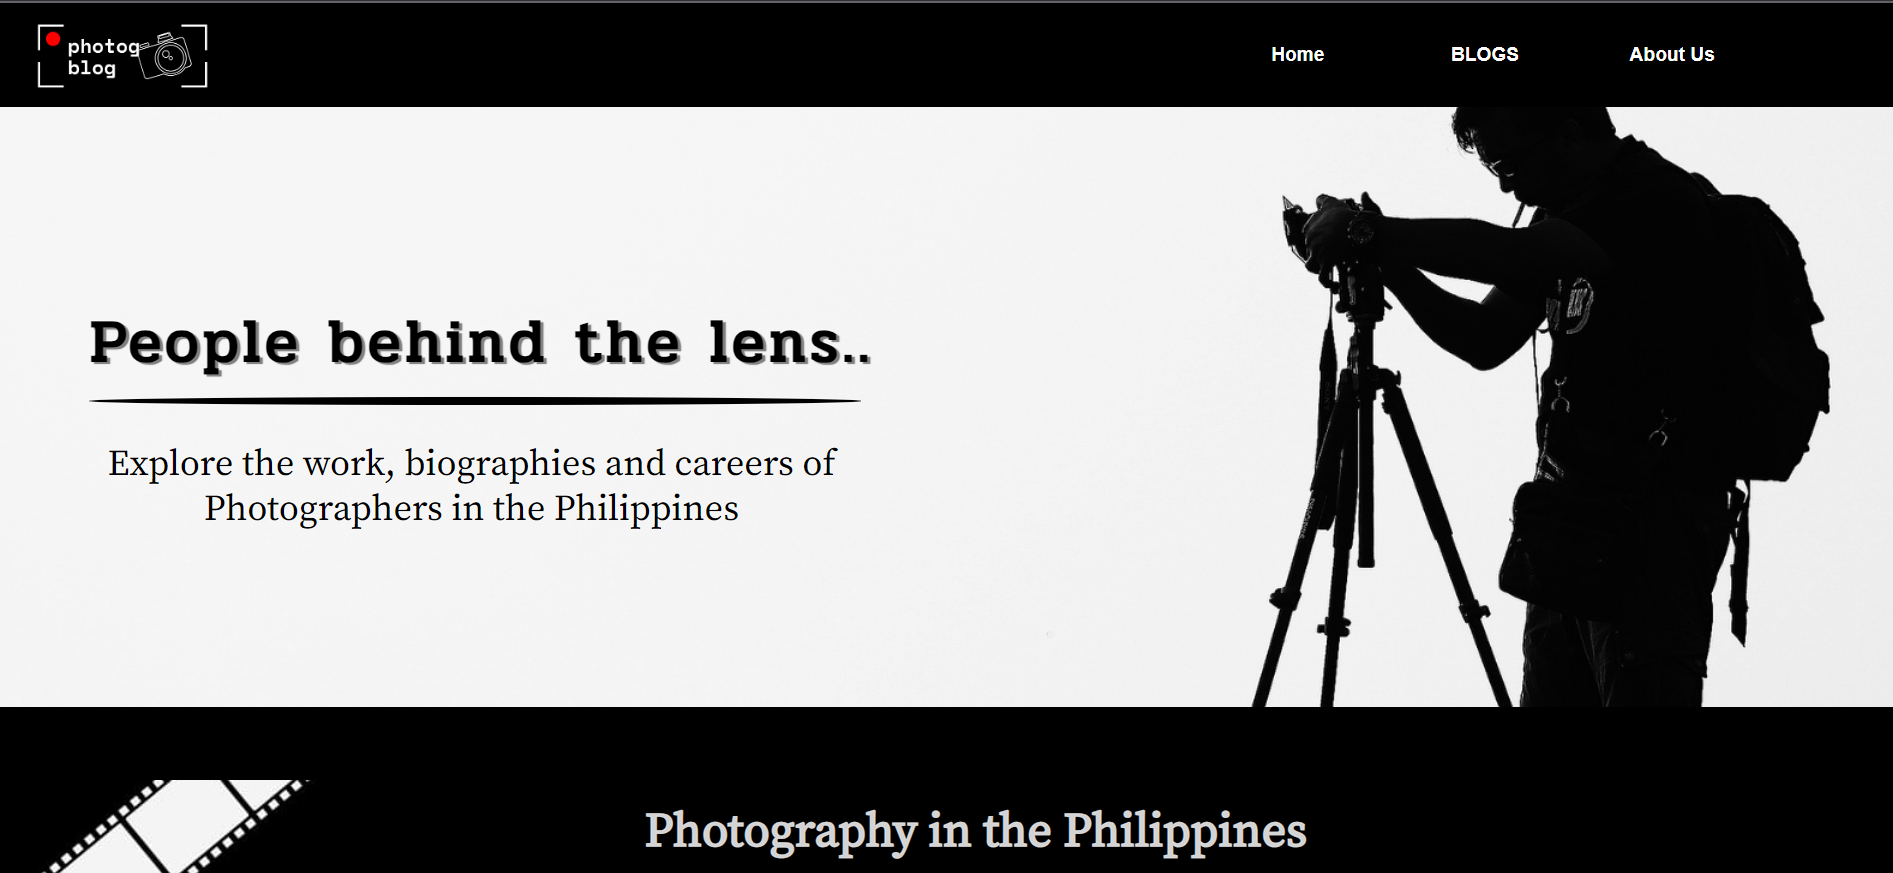 photog
blog
Home
BLOGS
About Us
People behind the lens..
Explore the work, biographies and careers of
Photographers in the Philippines
Photography in the Philippines